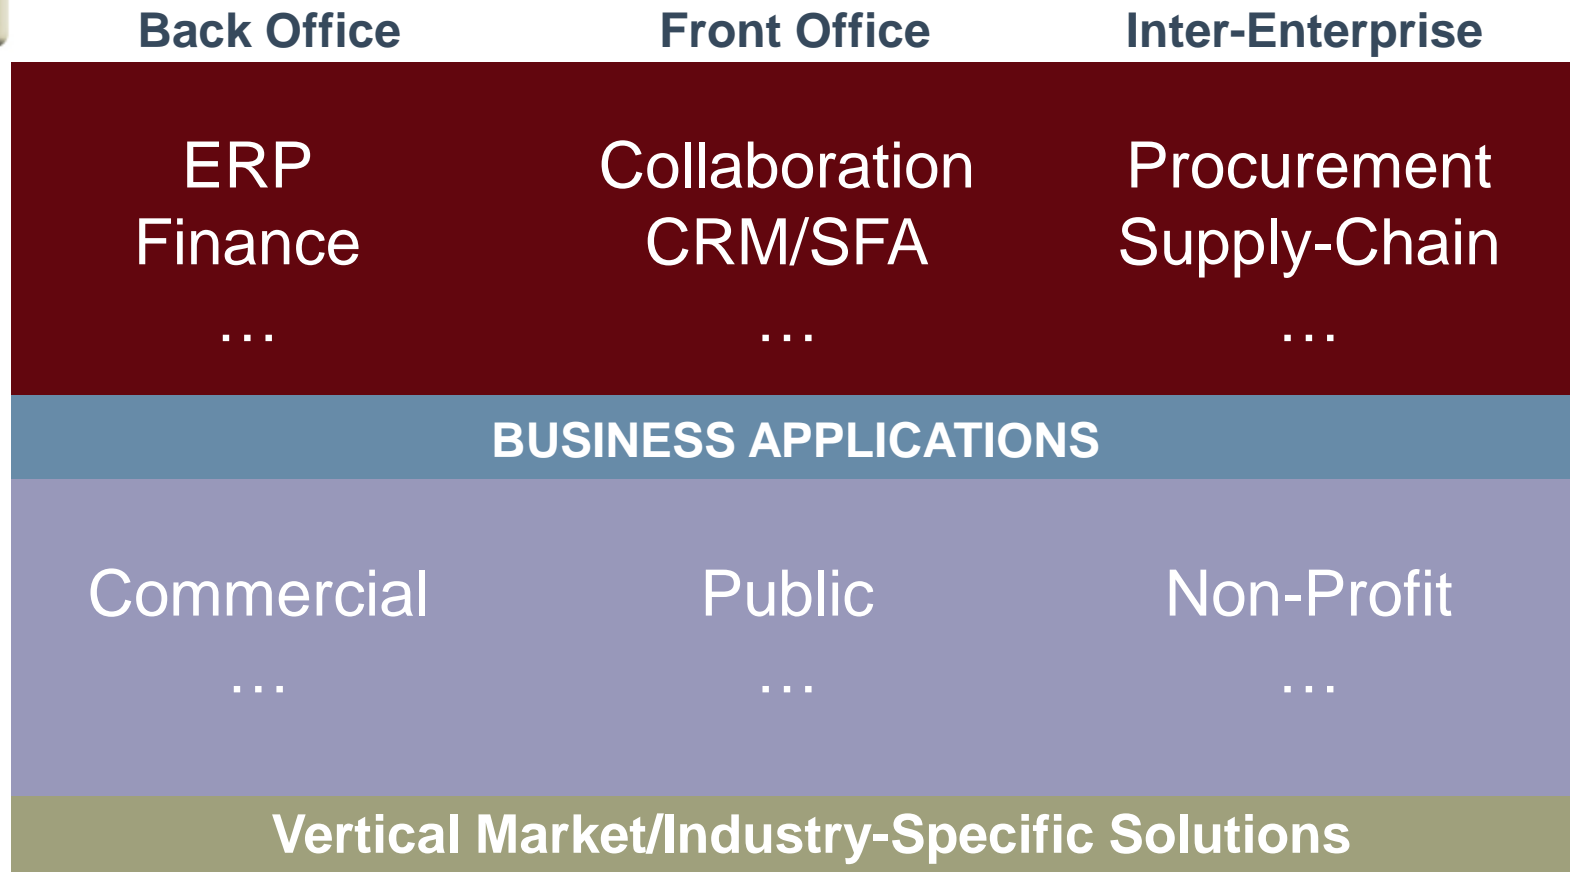 Back Office Front Office Inter-Enterprise
ERP Collaboration Procurement
Finance CRM/SFA Supply-Chain
… … …
BUSINESS APPLICATIONS
Commercial Public Non-Profit
… … …
Vertical Market/Industry-Specific Solutions